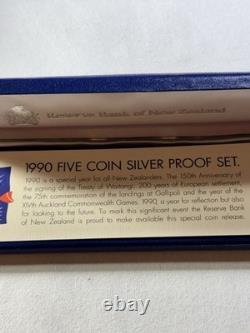 Reserve Bank of New Zealand
1990 FIVE COIN SILVER PROOF SET.
1990 is a special year for all New Zealanders. The 150th Anniversary of
the signing of the Treaty of Waitangi, 200 years of European settlement,
the 75th commemoration of the landings at Gallipoli and the year of the
XIVth Auckland Commonwealth Games. 1990, a year for reflection but also
for looking to the future. To mark this significant event the Reserve Bank
of New Zealand is proud to make available this special coin release.